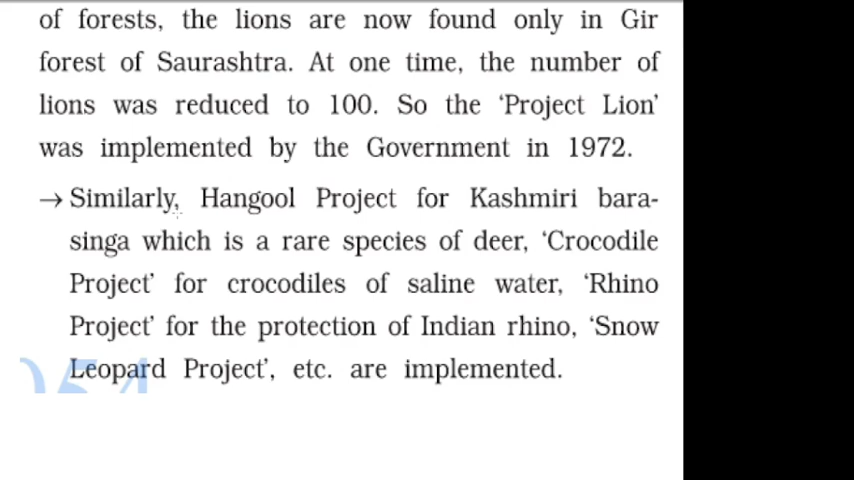 of forests, the lions are now found only in Gir
forest of Saurashtra. At one time, the number of
lions was reduced to 100. So the ‘Project Lion’
was implemented by the Government in 1972.
→ Similarly, Hangool Project for Kashmiri bara-
singa which is a rare species of deer, ‘Crocodile
Project’ for crocodiles of saline water, ‘Rhino
Project’ for the protection of Indian rhino, ‘Snow
Leopard Project’, etc. are implemented.